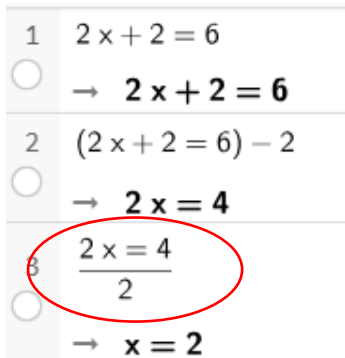 1 2x + 2 = 6
→ 2x + 2 = 6
2 (2x + 2 = 6) − 2
→ 2x = 4
3 2x = 4
2
→ x = 2